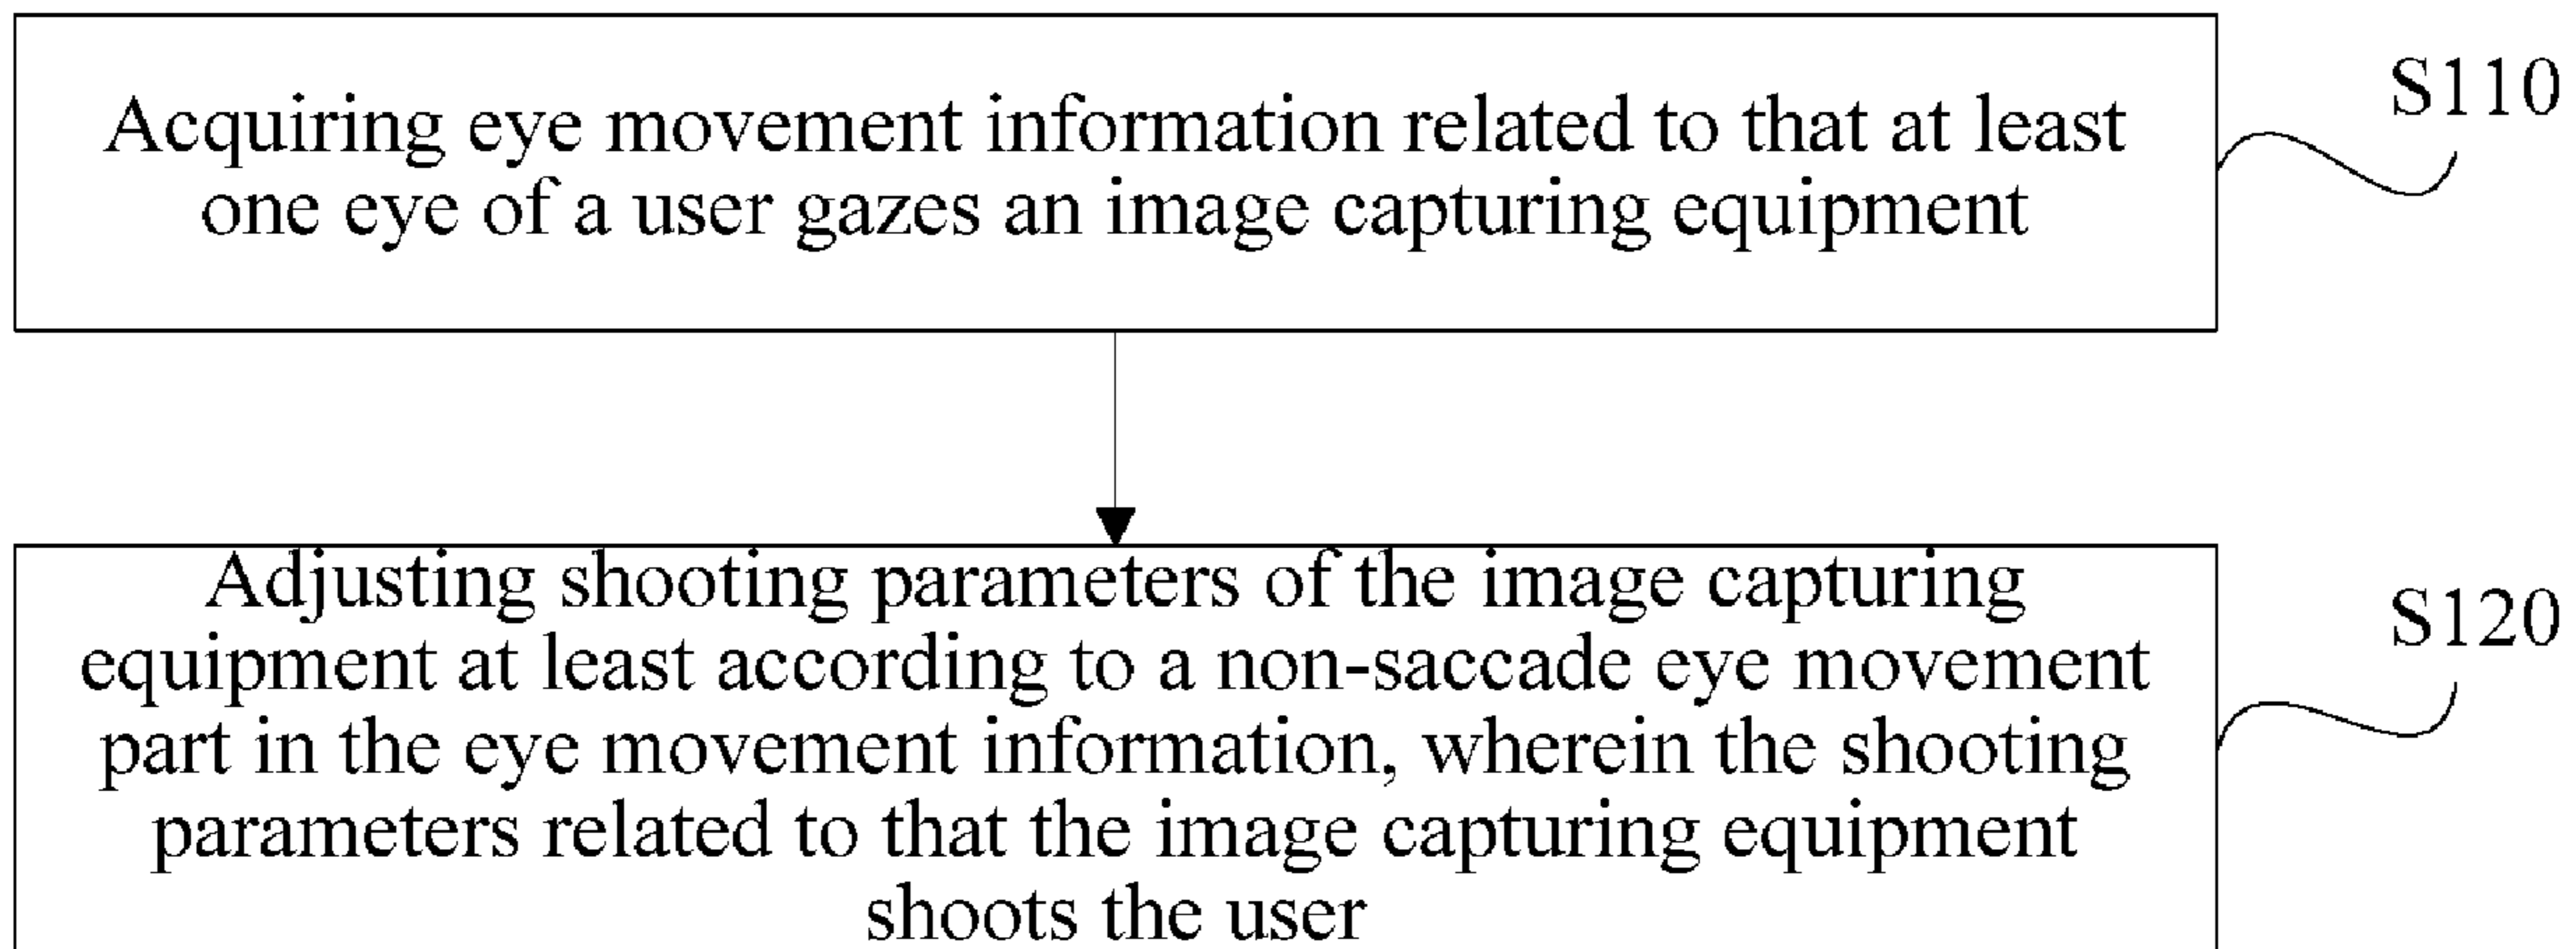 Acquiring eye movement information related to that at least
one eye of a user gazes an image capturing equipment
S110
Adjusting shooting parameters of the image capturing
equipment at least according to a non-saccade eye movement
part in the eye movement information, wherein the shooting
parameters related to that the image capturing equipment
shoots the user
S120